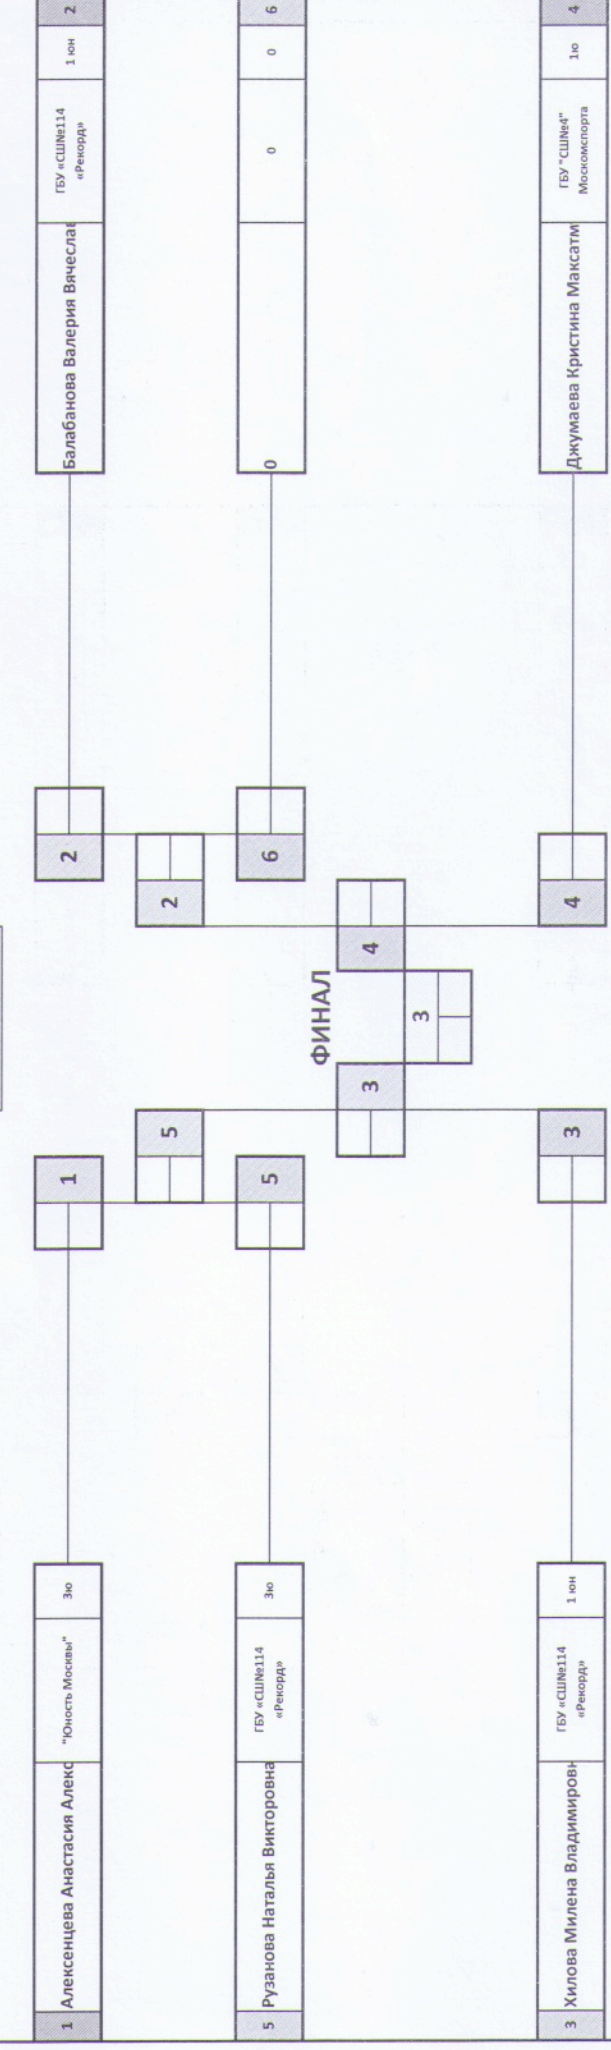 1 Алексенцева Анастасия Алекс "Юность Москвы" 3ю
1
2
Балабанова Валерия Вячеслав ГБУ «СШ№114 «Рекорд» 1 юн 2
5
2
5 Рузанова Наталья Викторовна ГБУ «СШ№114 «Рекорд» 3ю
5
6
0 0 0 6
ФИНАЛ
3
4
3
3 Хилова Милена Владимировн ГБУ «СШ№114 «Рекорд» 1 юн
3
4
Джумаева Кристина Максатм ГБУ "СШ№4" Москомспорта 1ю 4